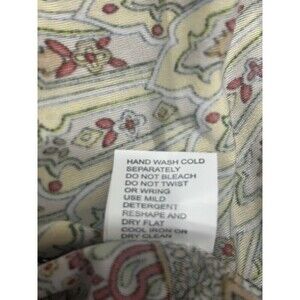 HAND WASH COLD
SEPARATELY
DO NOT BLEACH
DO NOT TWIST
OR WRING
USE MILD
DETERGENT
RESHAPE AND
DRY FLAT
COOL IRON OR
DRY CLEAN